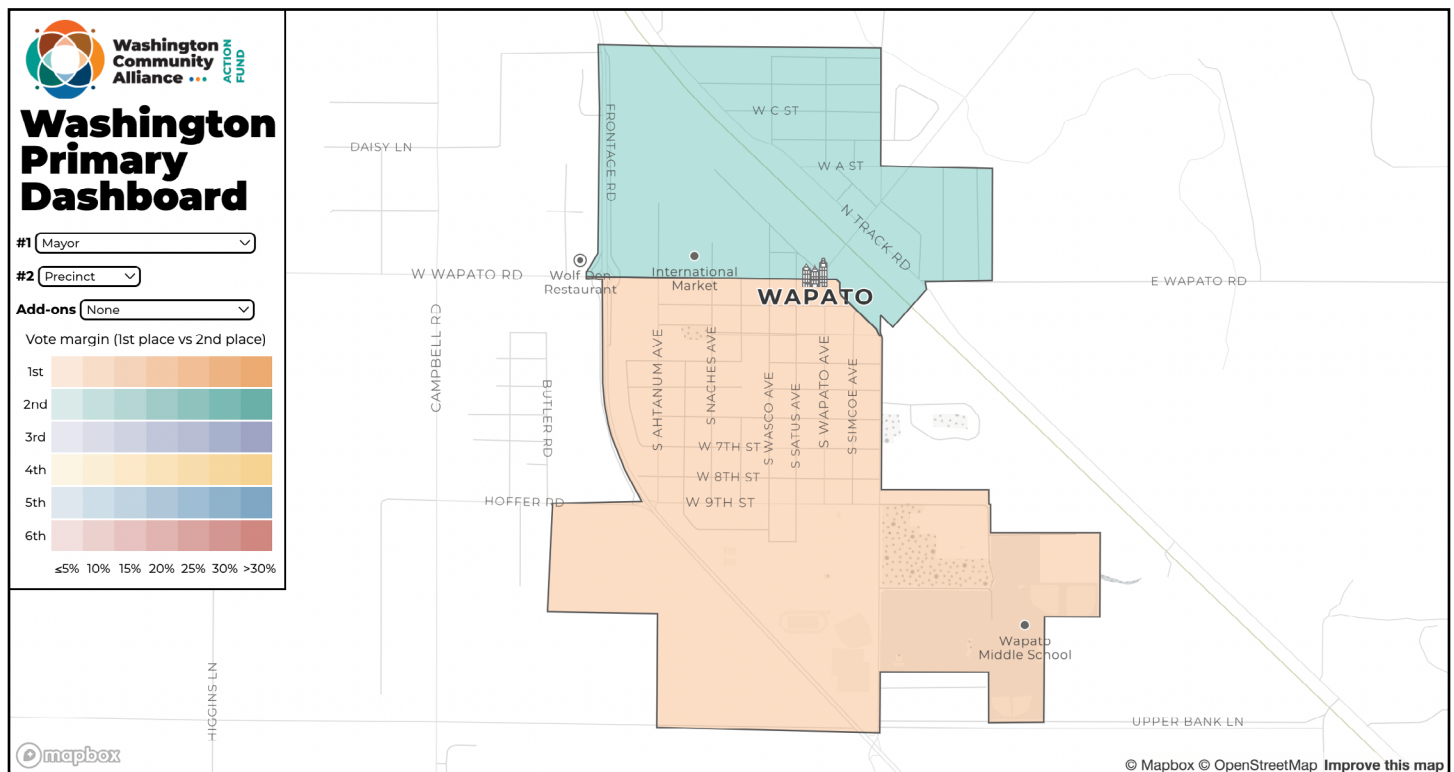 Washington
Community
Alliance
ACTION
FUND
Washington
Primary
Dashboard
#1 Mayor
#2 Precinct
Add-ons None
Vote margin (1st place vs 2nd place)
1st
2nd
3rd
4th
5th
6th
≤5% 10% 15% 20% 25% 30% >30%
DAISY LN
FRONTAGE RD
W C ST
W A ST
N TRACK RD
W WAPATO RD
Wolf Den
Restaurant
International
Market
WAPATO
E WAPATO RD
CAMPBELL RD
BUTLER RD
S AHTANUM AVE
S NACHES AVE
S WASCO AVE
S SATUS AVE
S WAPATO AVE
S SIMCOE AVE
W 7TH ST
W 8TH ST
W 9TH ST
HOFFER RD
Wapato
Middle School
HIGGINS LN
UPPER BANK LN
mapbox
© Mapbox © OpenStreetMap Improve this map